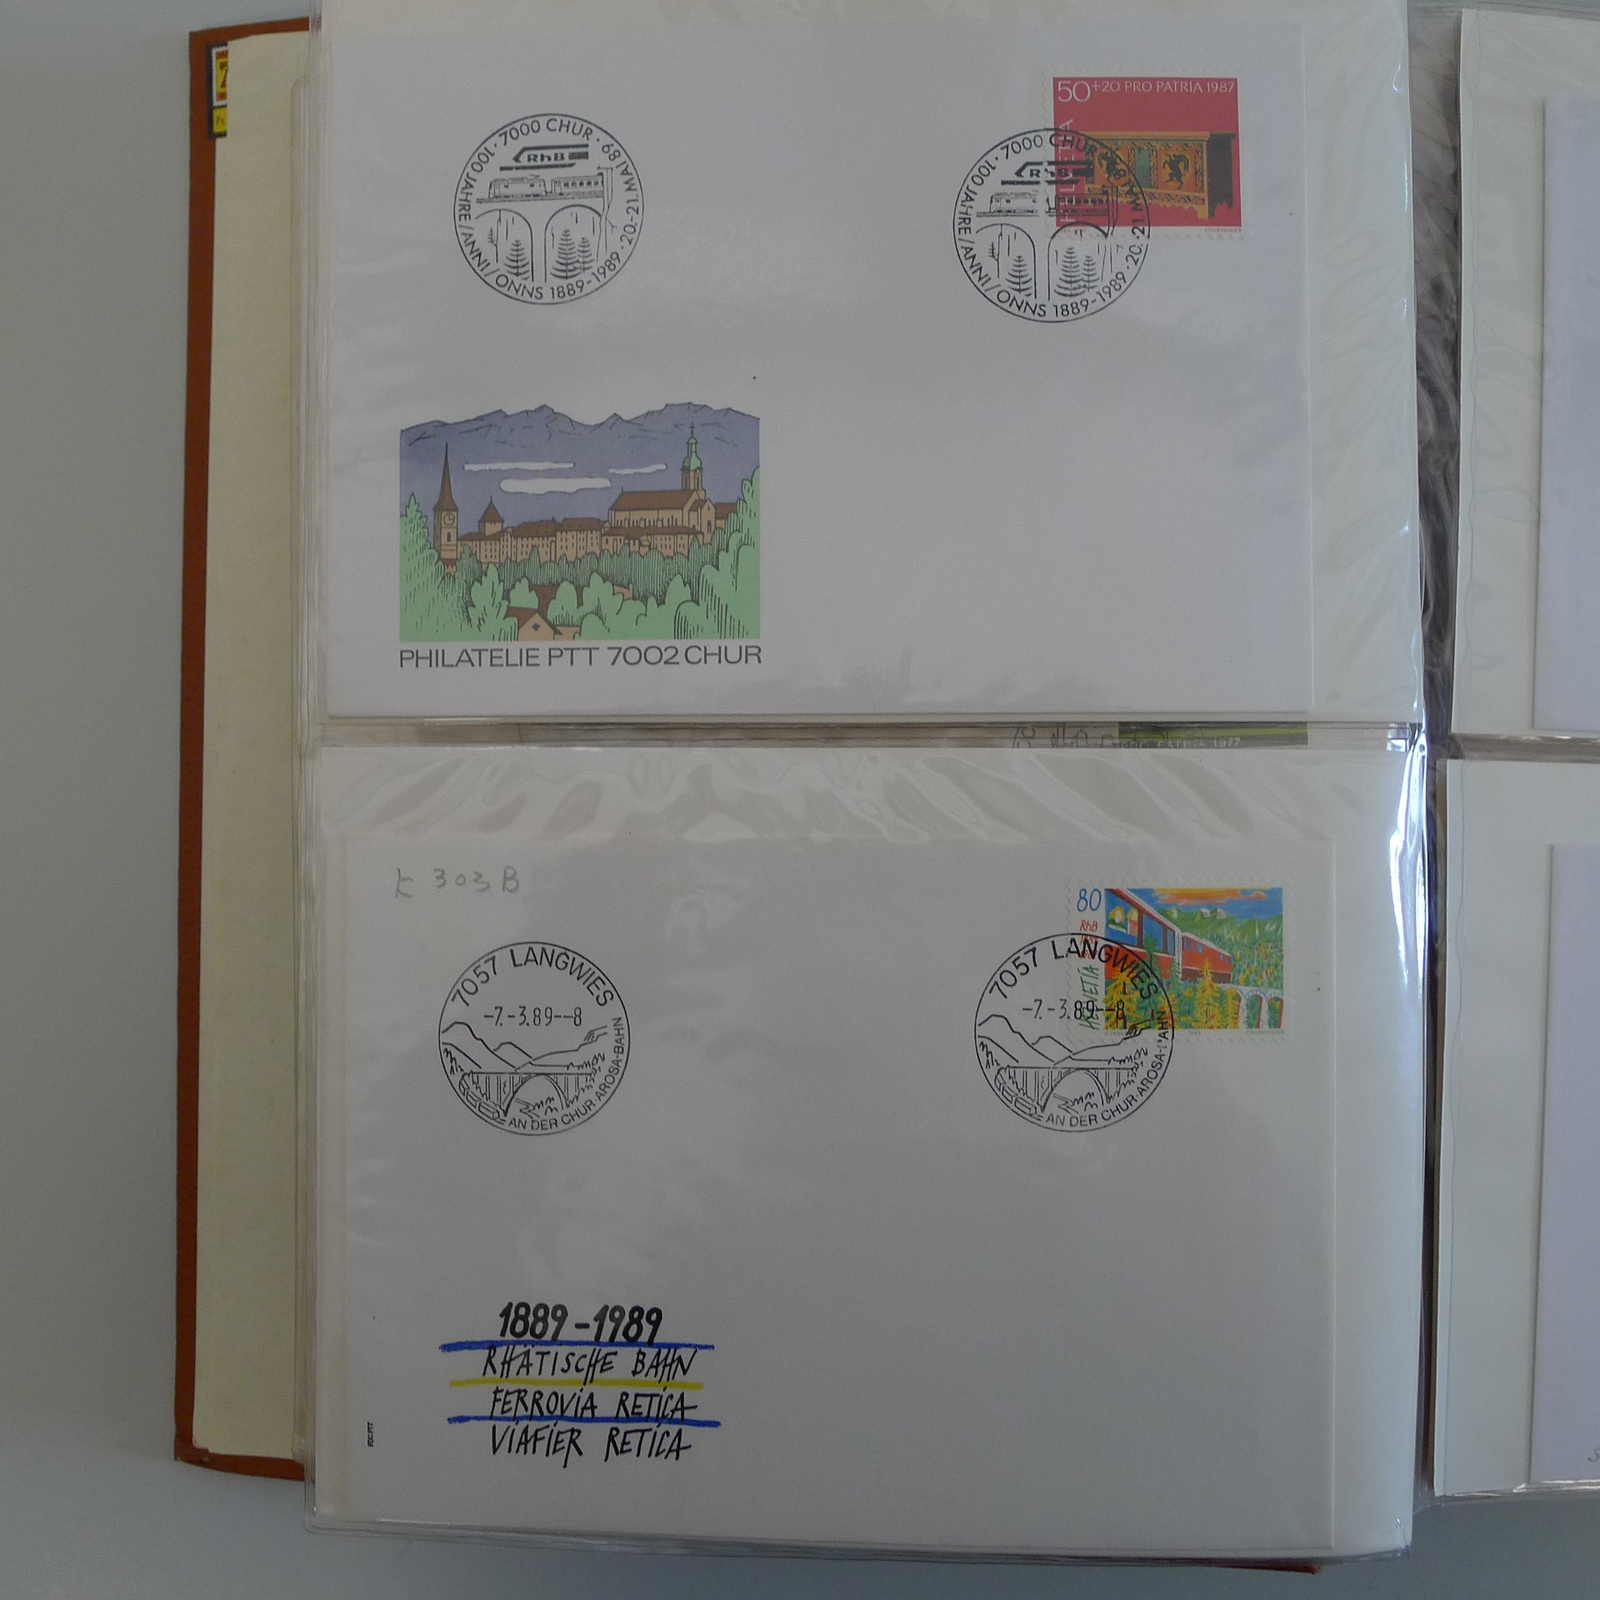 50+20 PRO PATRIA 1987
HELVETIA
100 JAHRE/ANNI/ONNS 1889-1989 · 20.-21. MAI 89 · 7000 CHUR ·
RhB
100 JAHRE/ANNI/ONNS 1889-1989 · 20.-21. MAI 89 · 7000 CHUR ·
RhB
PHILATELIE PTT 7002 CHUR
K 303 B
80
RhB
HELVETIA
7057 LANGWIES
-7.-3.89--8
AN DER CHUR-AROSA-BAHN
7057 LANGWIES
-7.-3.89--8
AN DER CHUR-AROSA-BAHN
1889-1989
RHÄTISCHE BAHN
FERROVIA RETICA
VIAFIER RETICA